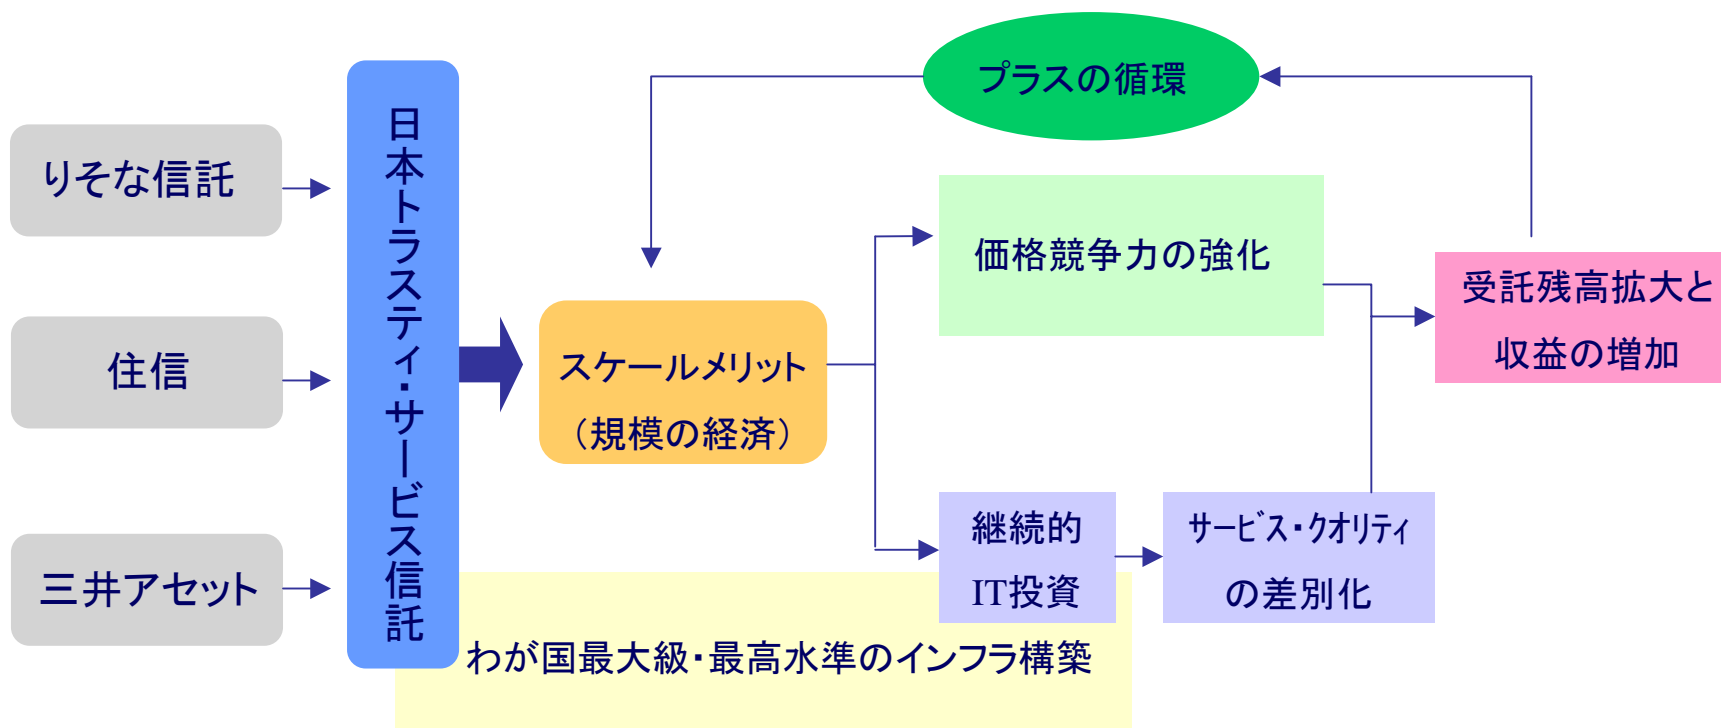 プラスの循環
りそな信託
住信
三井アセット
日本トラスティ・サービス信託
スケールメリット
（規模の経済）
価格競争力の強化
継続的
IT投資
サービス・クオリティ
の差別化
受託残高拡大と
収益の増加
わが国最大級・最高水準のインフラ構築